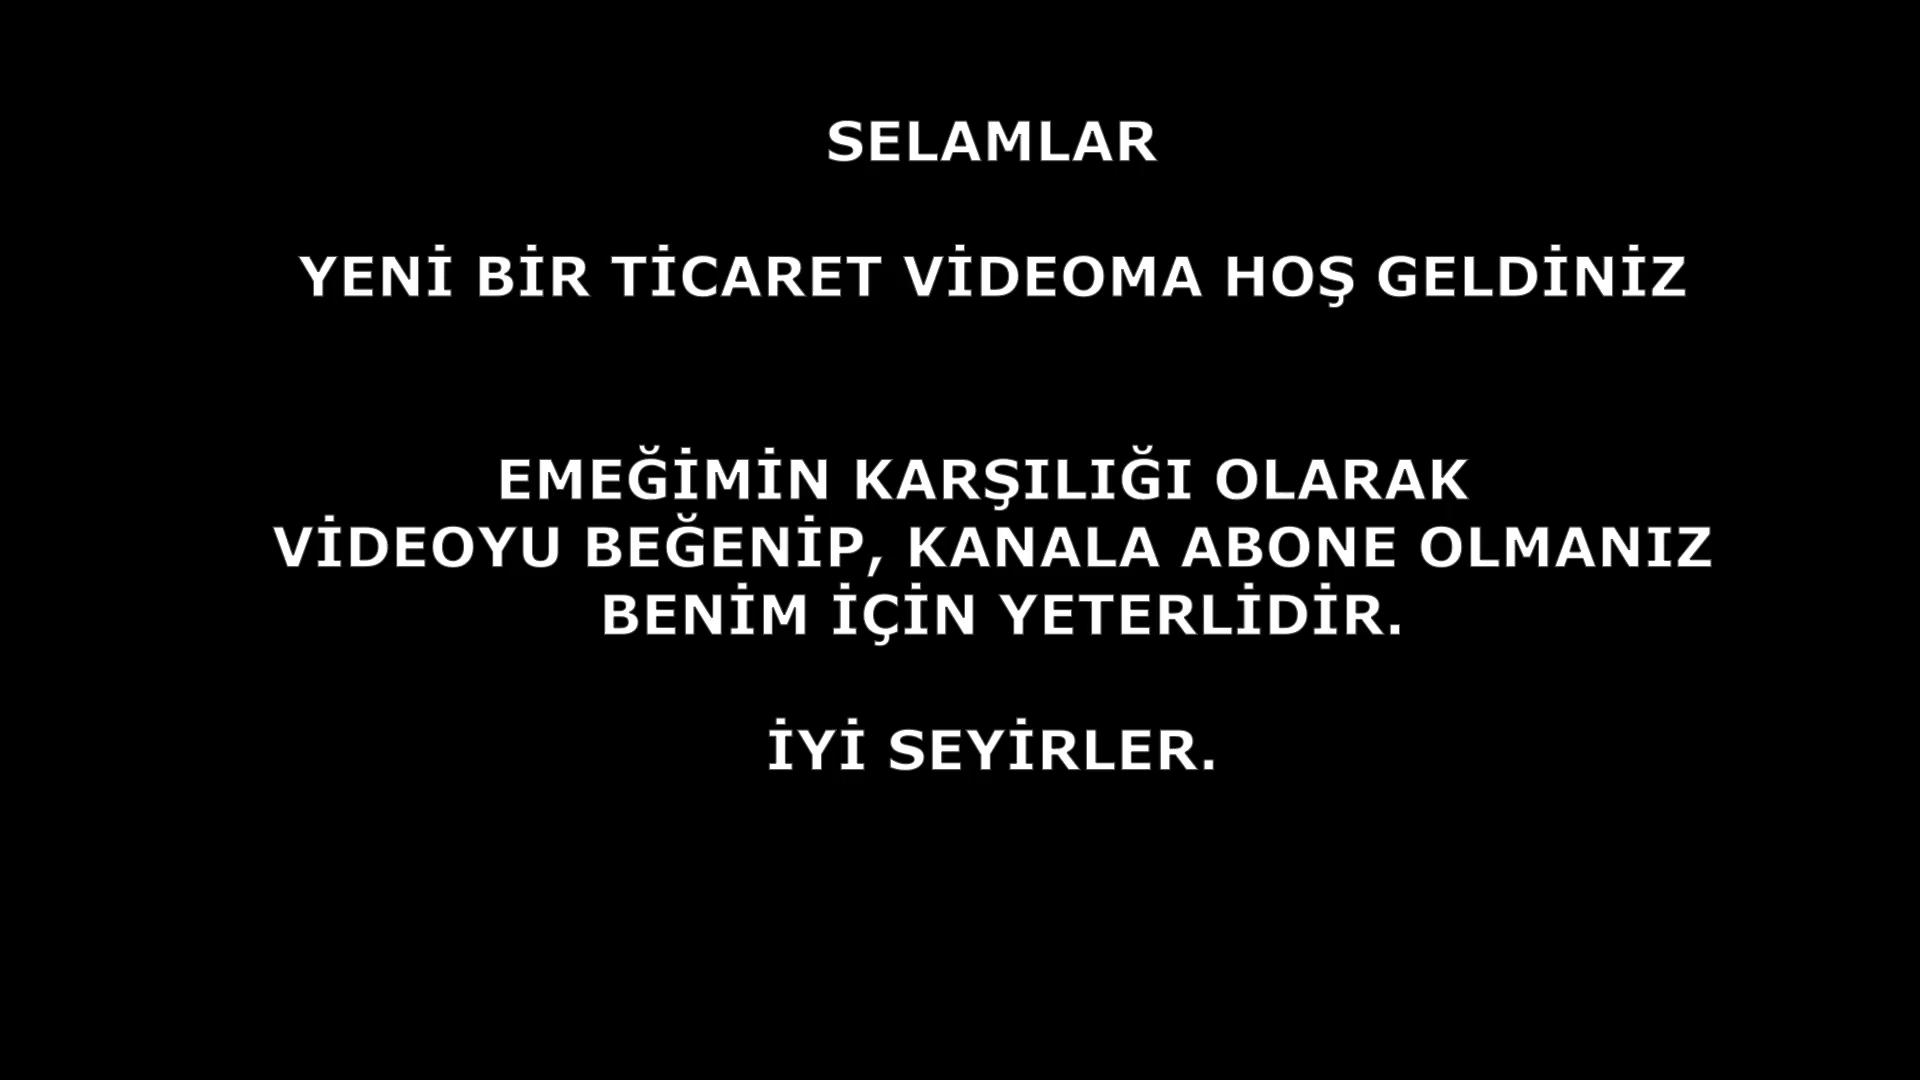 SELAMLAR
YENİ BİR TİCARET VİDEOMA HOŞ GELDİNİZ
EMEĞİMİN KARŞILIĞI OLARAK
VİDEOYU BEĞENİP, KANALA ABONE OLMANIZ
BENİM İÇİN YETERLİDİR.
İYİ SEYİRLER.